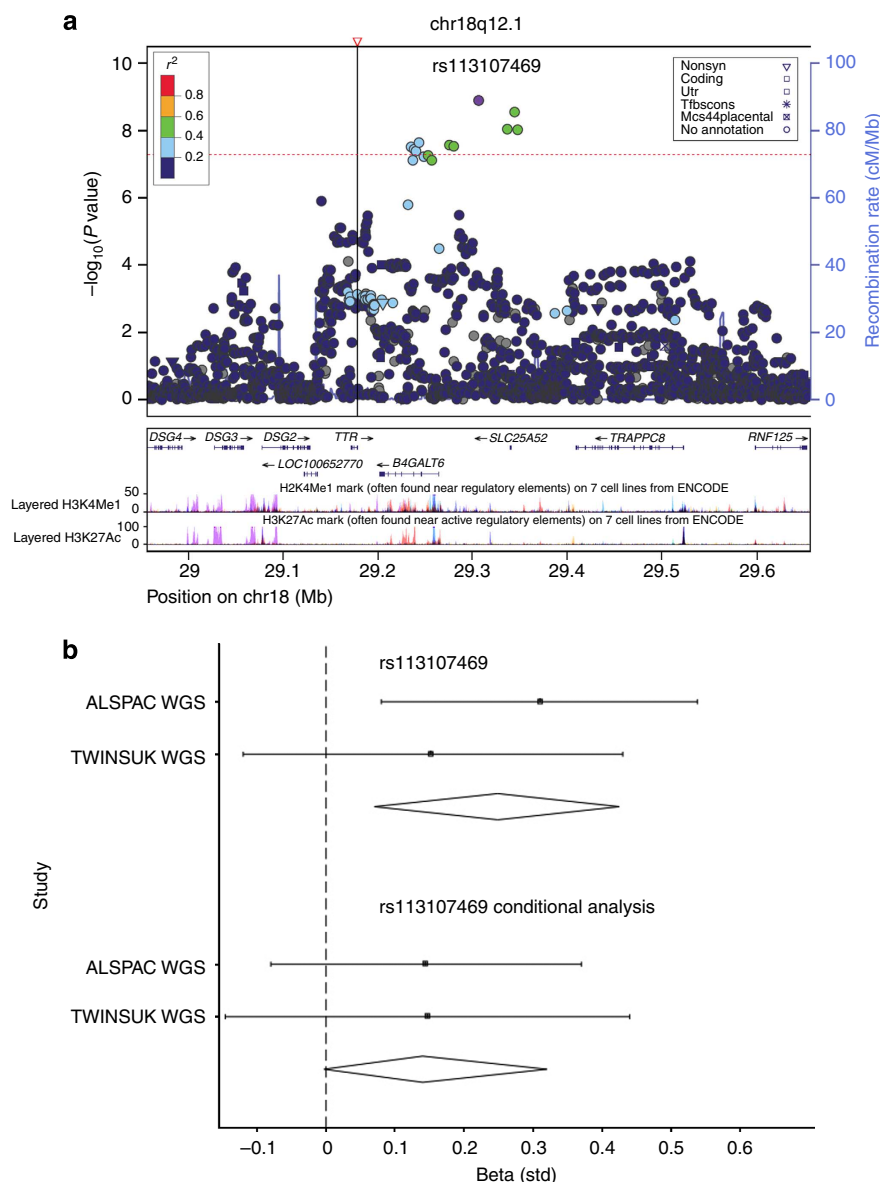 a
chr18q12.1
rs113107469
r²
0.8
0.6
0.4
0.2
Nonsyn
Coding
Utr
Tfbscons
Mcs44placental
No annotation
10
8
6
4
2
0
–log10(P value)
100
80
60
40
20
0
Recombination rate (cM/Mb)
DSG4→ DSG3→ DSG2→ TTR→ ←SLC25A52 ←TRAPPC8 RNF125→
←LOC100652770 ←B4GALT6
H2K4Me1 mark (often found near regulatory elements) on 7 cell lines from ENCODE
50
Layered H3K4Me1
0
H3K27Ac mark (often found near active regulatory elements) on 7 cell lines from ENCODE
100
Layered H3K27Ac
0
29 29.1 29.2 29.3 29.4 29.5 29.6
Position on chr18 (Mb)
b
rs113107469
ALSPAC WGS
TWINSUK WGS
Study
rs113107469 conditional analysis
ALSPAC WGS
TWINSUK WGS
–0.1 0 0.1 0.2 0.3 0.4 0.5 0.6
Beta (std)